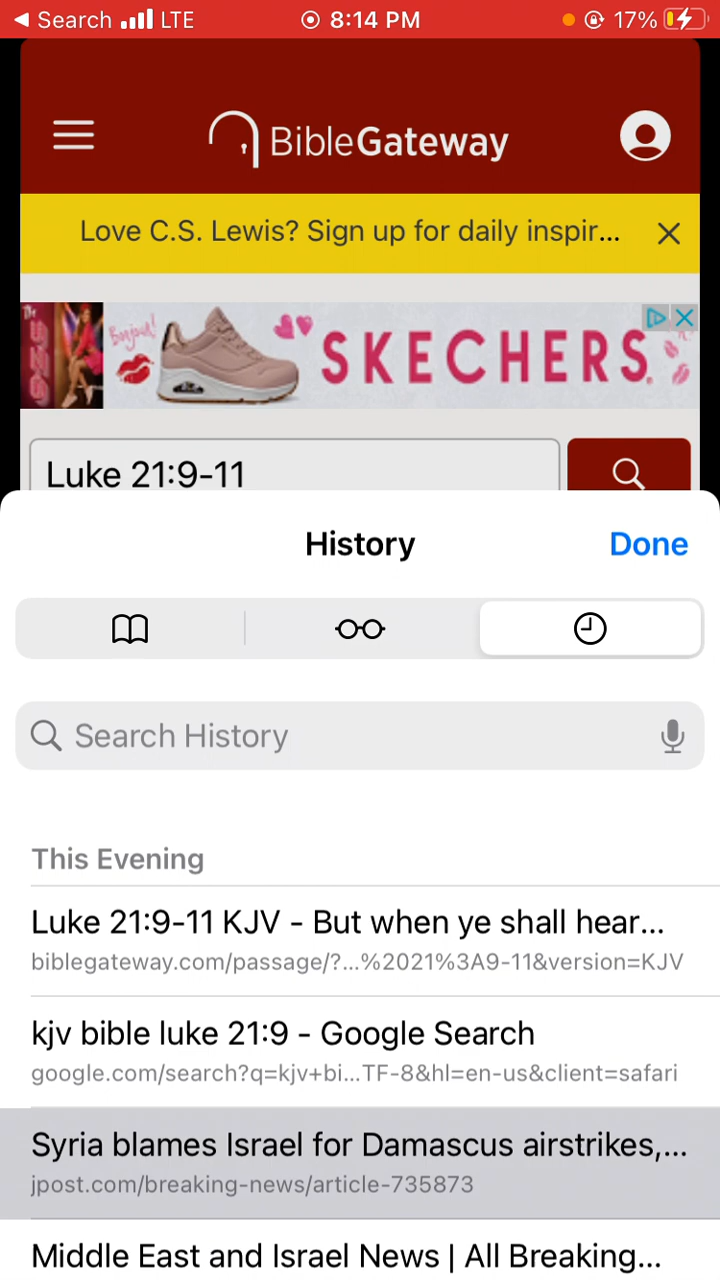 Search LTE 8:14 PM 17%
BibleGateway
Love C.S. Lewis? Sign up for daily inspir...
Bonjour!
UNO
SKECHERS
Luke 21:9-11
History Done
Search History
This Evening
Luke 21:9-11 KJV - But when ye shall hear...
biblegateway.com/passage/?...%2021%3A9-11&version=KJV
kjv bible luke 21:9 - Google Search
google.com/search?q=kjv+bi...TF-8&hl=en-us&client=safari
Syria blames Israel for Damascus airstrikes,...
jpost.com/breaking-news/article-735873
Middle East and Israel News | All Breaking...